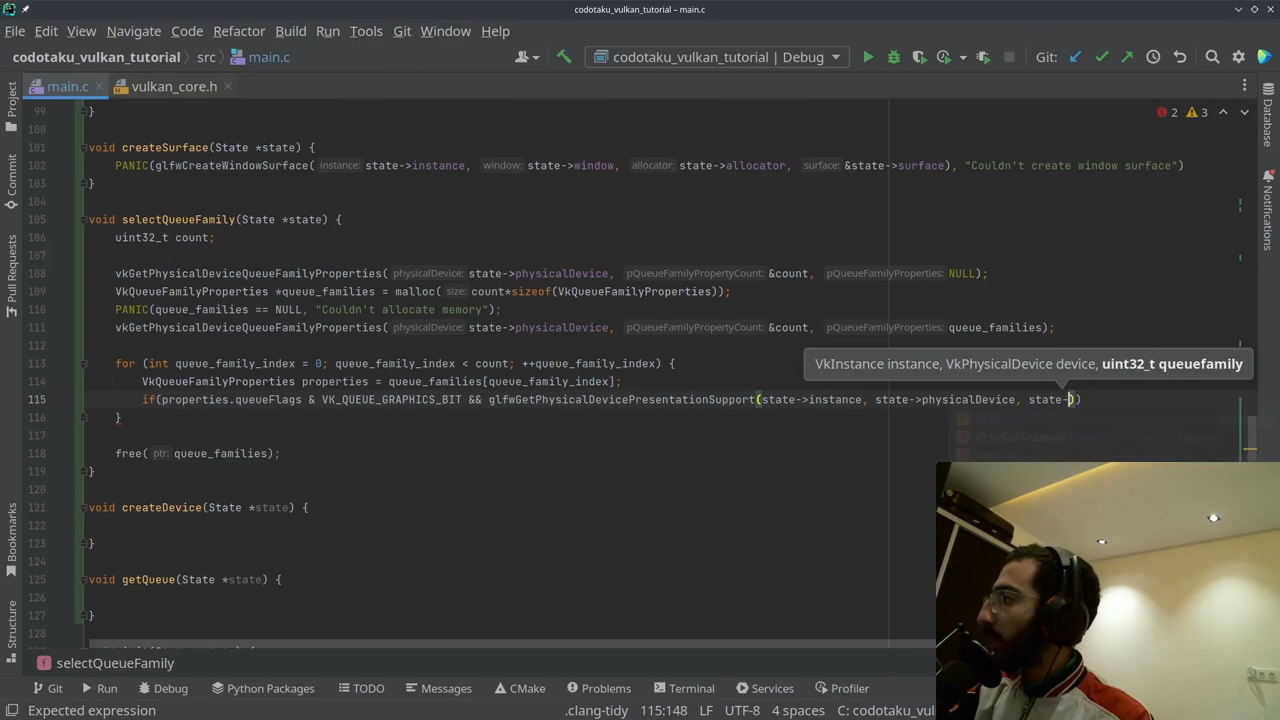 codotaku_vulkan_tutorial – main.c
File Edit View Navigate Code Refactor Build Run Tools Git Window Help
codotaku_vulkan_tutorial src main.c codotaku_vulkan_tutorial | Debug Git:
main.c vulkan_core.h
2 3
99 }
100
101 void createSurface(State *state) {
102 PANIC(glfwCreateWindowSurface( instance: state->instance, window: state->window, allocator: state->allocator, surface: &state->surface), "Couldn't create window surface")
103 }
104
105 void selectQueueFamily(State *state) {
106 uint32_t count;
107
108 vkGetPhysicalDeviceQueueFamilyProperties( physicalDevice: state->physicalDevice, pQueueFamilyPropertyCount: &count, pQueueFamilyProperties: NULL);
109 VkQueueFamilyProperties *queue_families = malloc( size: count*sizeof(VkQueueFamilyProperties));
110 PANIC(queue_families == NULL, "Couldn't allocate memory");
111 vkGetPhysicalDeviceQueueFamilyProperties( physicalDevice: state->physicalDevice, pQueueFamilyPropertyCount: &count, pQueueFamilyProperties: queue_families);
112
113 for (int queue_family_index = 0; queue_family_index < count; ++queue_family_index) {
VkInstance instance, VkPhysicalDevice device, uint32_t queuefamily
114 VkQueueFamilyProperties properties = queue_families[queue_family_index];
115 if(properties.queueFlags & VK_QUEUE_GRAPHICS_BIT && glfwGetPhysicalDevicePresentationSupport(state->instance, state->physicalDevice, state-))
116 }
117
118 free( ptr: queue_families);
119 }
120
121 void createDevice(State *state) {
122
123 }
124
125 void getQueue(State *state) {
126
127 }
128
Project
Commit
Pull Requests
Bookmarks
Structure
Database
Notifications
f selectQueueFamily
Git Run Debug Python Packages TODO Messages CMake Problems Terminal Services Profiler
Expected expression .clang-tidy 115:148 LF UTF-8 4 spaces C: codotaku_vul